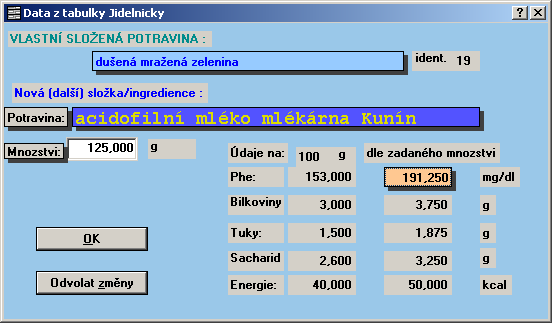 Data z tabulky Jidelnicky
VLASTNÍ SLOŽENÁ POTRAVINA :
dušená mražená zelenina ident. 19
Nová (další) složka/ingredience :
Potravina: acidofilní mléko mlékárna Kunín
Mnozstvi: 125,000 g
Údaje na: 100 g dle zadaného mnozstvi
Phe: 153,000 191,250 mg/dl
Bilkoviny 3,000 3,750 g
Tuky: 1,500 1,875 g
Sacharid 2,600 3,250 g
Energie: 40,000 50,000 kcal
OK
Odvolat změny